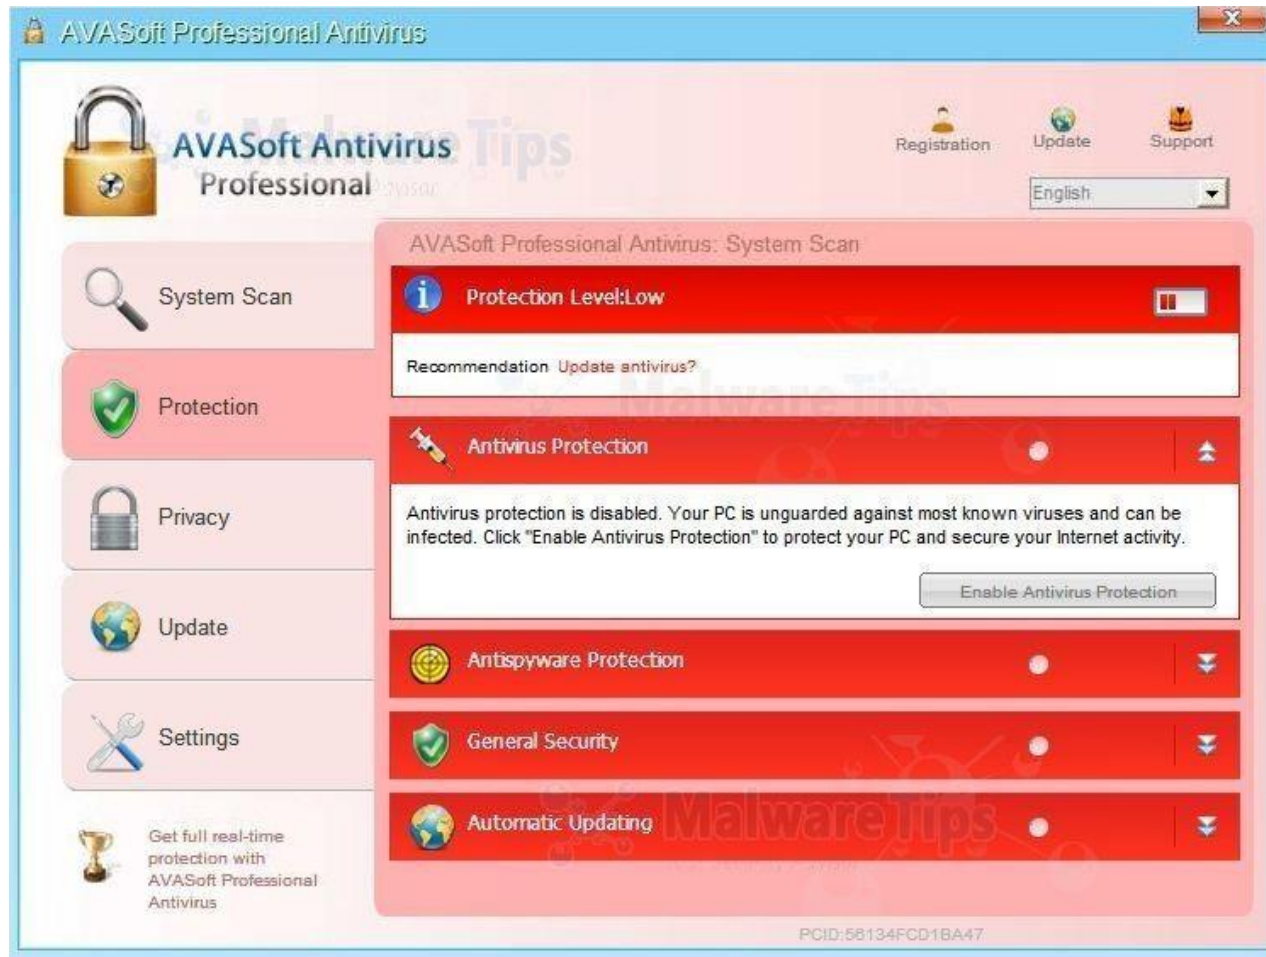 AVASoft Professional Antivirus
AVASoft Antivirus
Professional
Malware Tips
Registration
Update
Support
English
AVASoft Professional Antivirus: System Scan
System Scan
Protection
Privacy
Update
Settings
Protection Level:Low
Recommendation Update antivirus?
MalwareTips
Antivirus Protection
Antivirus protection is disabled. Your PC is unguarded against most known viruses and can be
infected. Click "Enable Antivirus Protection" to protect your PC and secure your Internet activity.
Enable Antivirus Protection
Antispyware Protection
General Security
Automatic Updating
MalwareTips
Get full real-time
protection with
AVASoft Professional
Antivirus
PCID:56134FCD1BA47